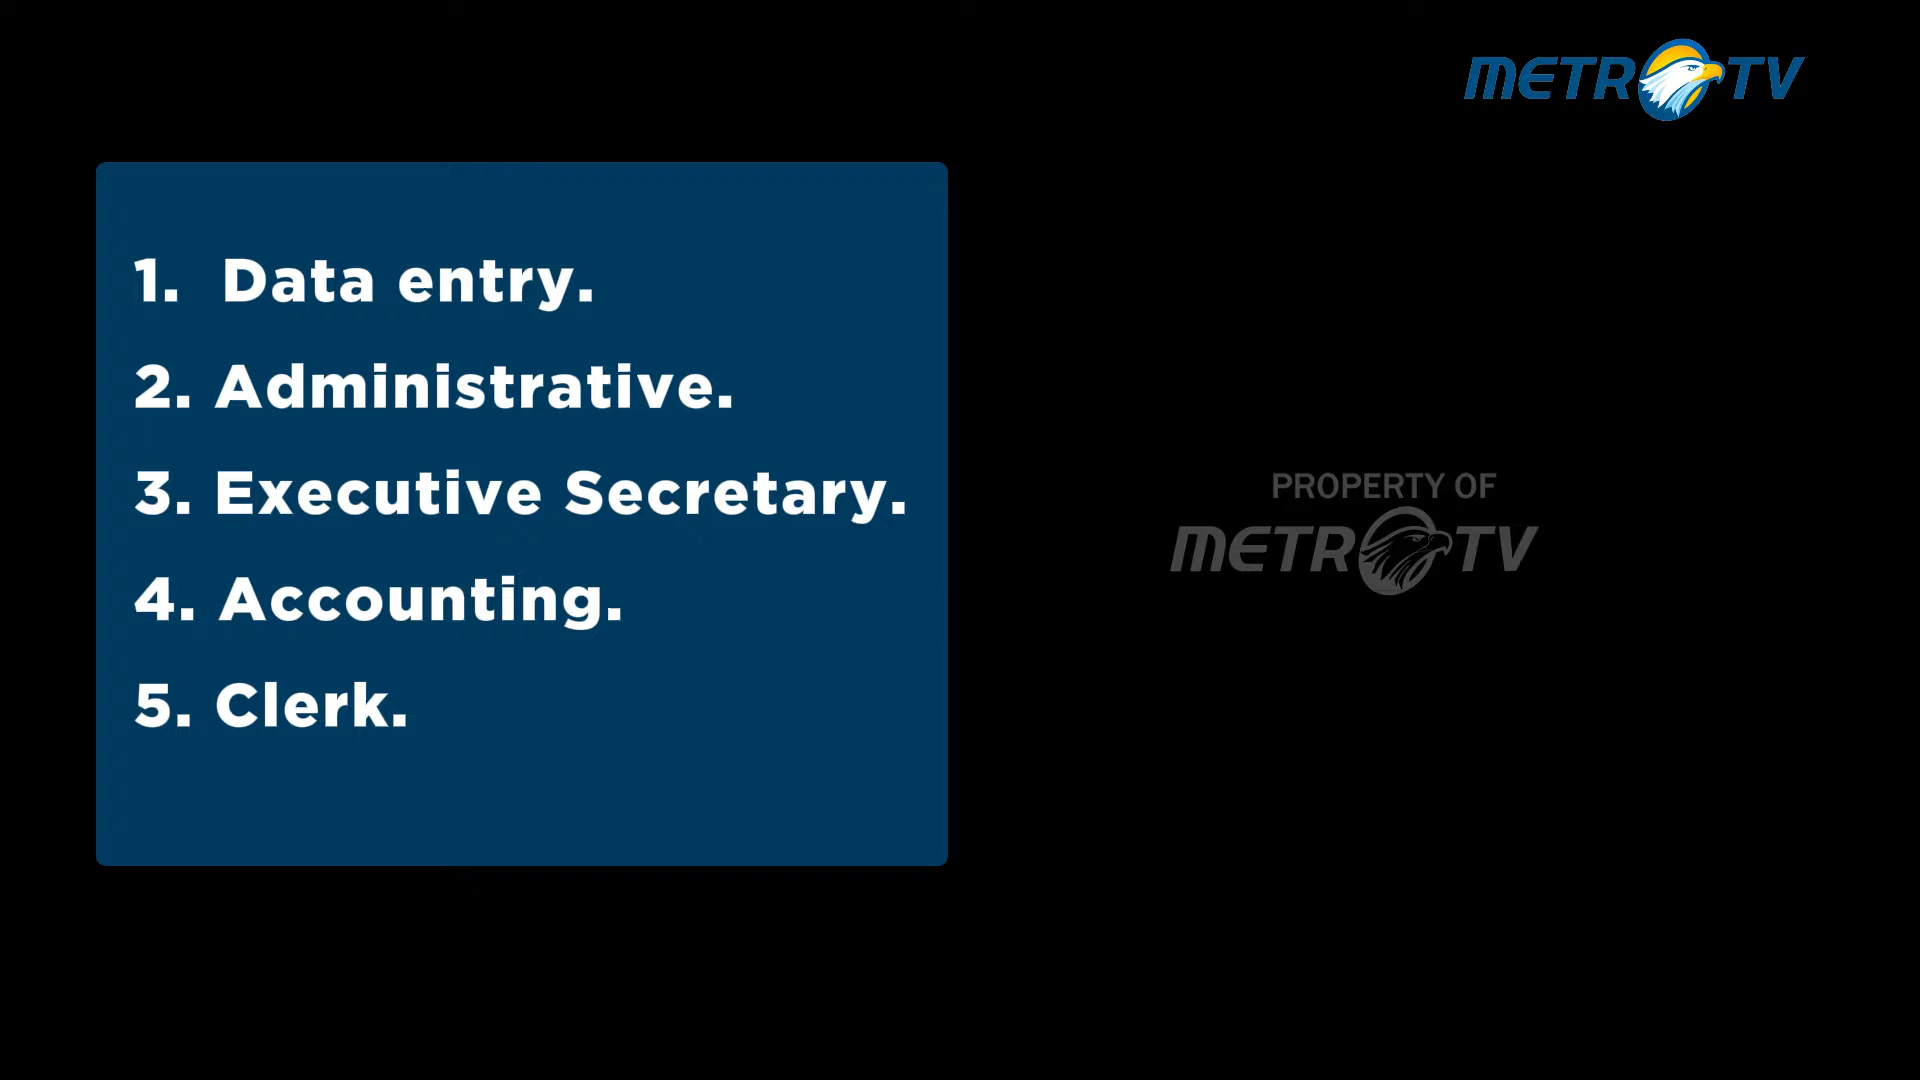 METRO TV
1. Data entry.
2. Administrative.
3. Executive Secretary.
4. Accounting.
5. Clerk.
PROPERTY OF
METRO TV